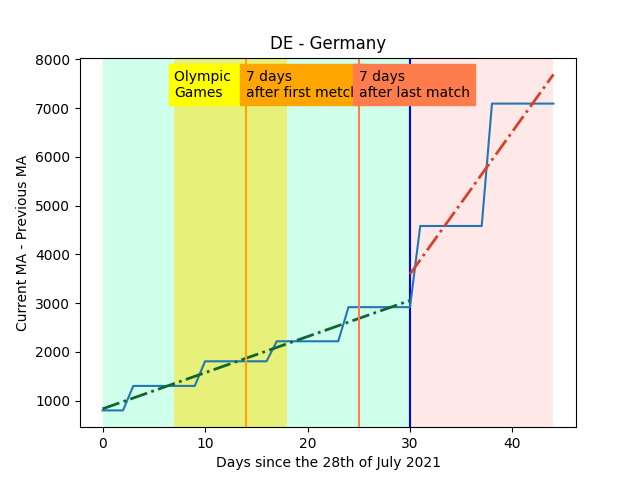 DE - Germany
Olympic
Games
7 days
after first metch
7 days
after last match
8000
7000
6000
5000
4000
3000
2000
1000
Current MA - Previous MA
0
10
20
30
40
Days since the 28th of July 2021